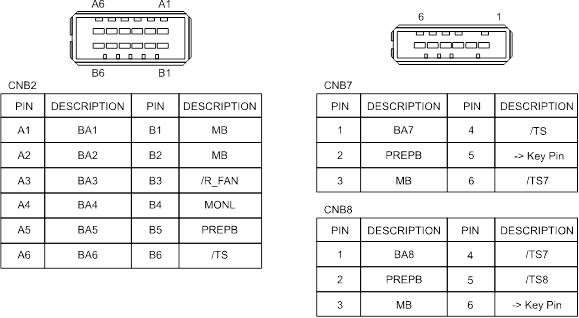 A6 A1
B6 B1
CNB2
PIN DESCRIPTION PIN DESCRIPTION
A1 BA1 B1 MB
A2 BA2 B2 MB
A3 BA3 B3 /R_FAN
A4 BA4 B4 MONL
A5 BA5 B5 PREPB
A6 BA6 B6 /TS
6 1
CNB7
PIN DESCRIPTION PIN DESCRIPTION
1 BA7 4 /TS
2 PREPB 5 -> Key Pin
3 MB 6 /TS7
CNB8
PIN DESCRIPTION PIN DESCRIPTION
1 BA8 4 /TS7
2 PREPB 5 /TS8
3 MB 6 -> Key Pin